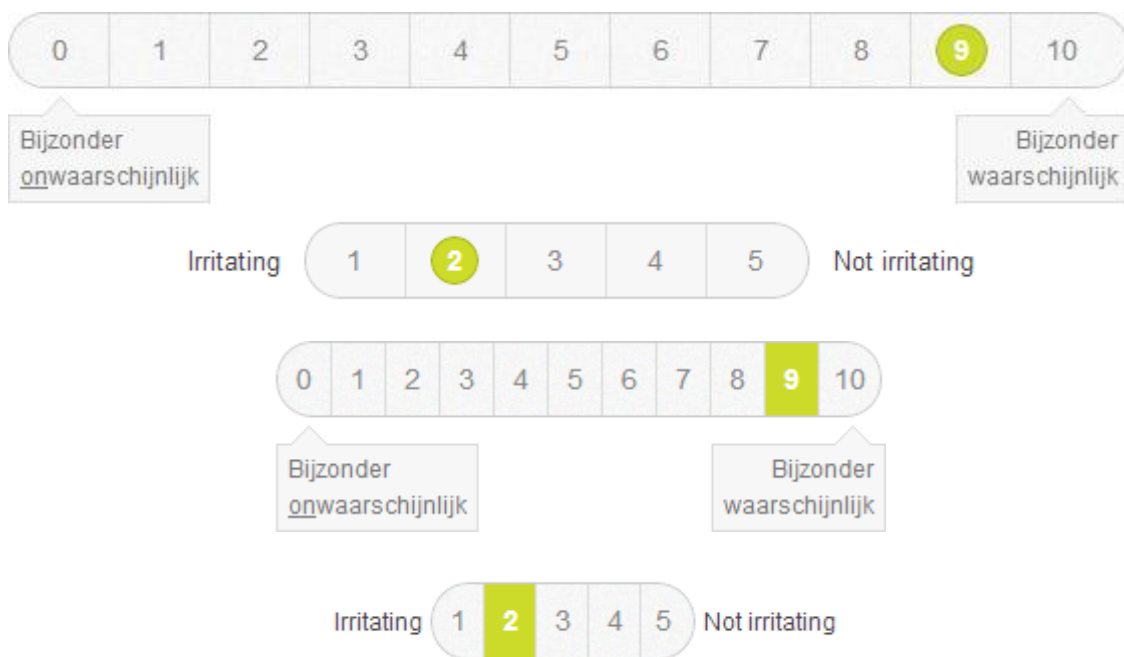 0 1 2 3 4 5 6 7 8 9 10
Bijzonder
onwaarschijnlijk
Bijzonder
waarschijnlijk
Irritating 1 2 3 4 5 Not irritating
0 1 2 3 4 5 6 7 8 9 10
Bijzonder
onwaarschijnlijk
Bijzonder
waarschijnlijk
Irritating 1 2 3 4 5 Not irritating